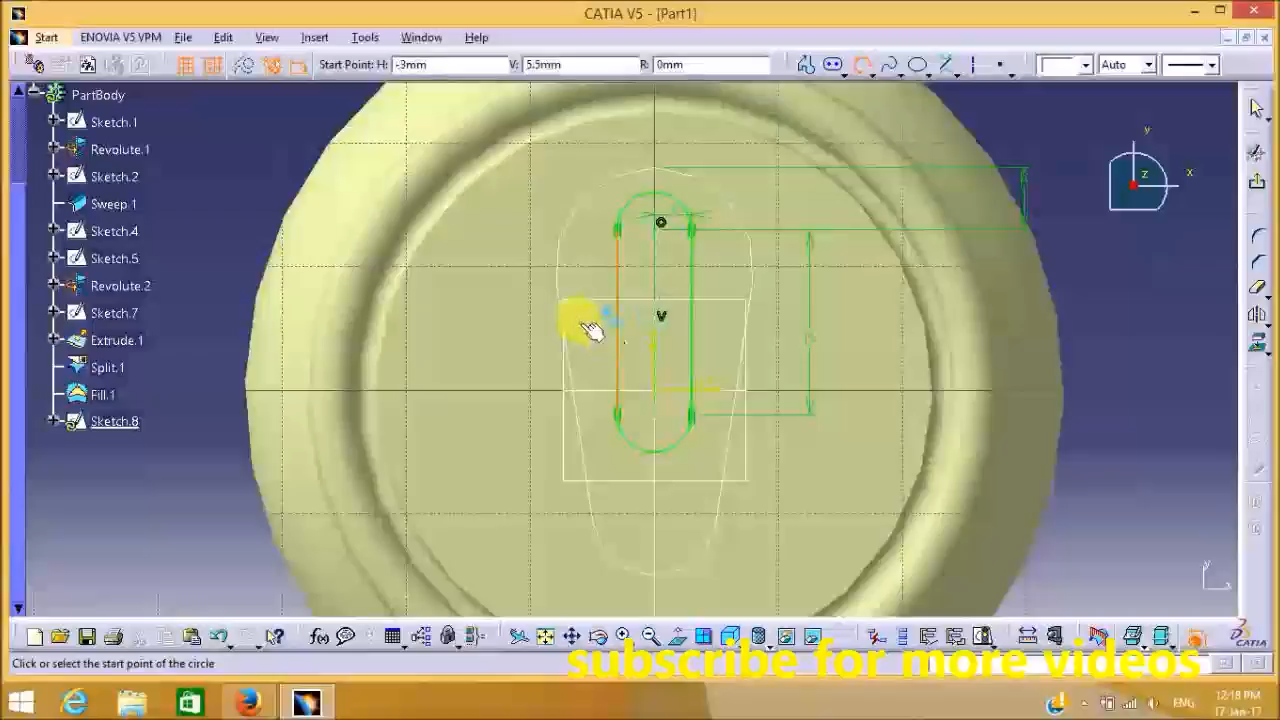 CATIA V5 - [Part1]
Start ENOVIA V5.VPM File Edit View Insert Tools Window Help
Start Point: H: -3mm V: 5.5mm R: 0mm Auto
PartBody
Sketch.1
Revolute.1
Sketch.2
Sweep.1
Sketch.4
Sketch.5
Revolute.2
Sketch.7
Extrude.1
Split.1
Fill.1
Sketch.8
y
x
z
V
y
CATIA
Click or select the start point of the circle
subscribe for more videos
ENG
12:18 PM
17-Jan-17